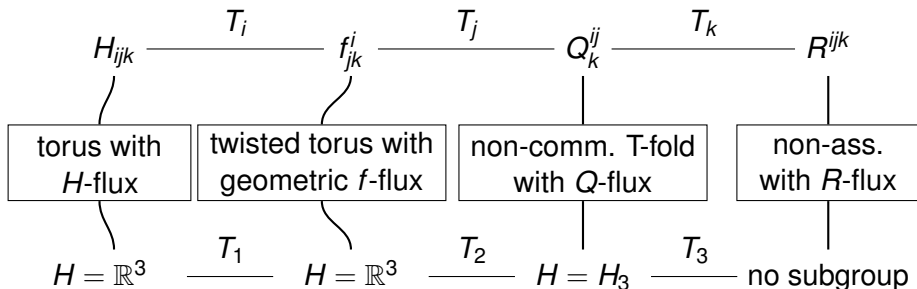 T_i T_j T_k
H_{ijk} f^i_{jk} Q^{ij}_k R^{ijk}
torus with twisted torus with non-comm. T-fold non-ass.
H-flux geometric f-flux with Q-flux with R-flux
T_1 T_2 T_3
H = ℝ^3 H = ℝ^3 H = H_3 no subgroup